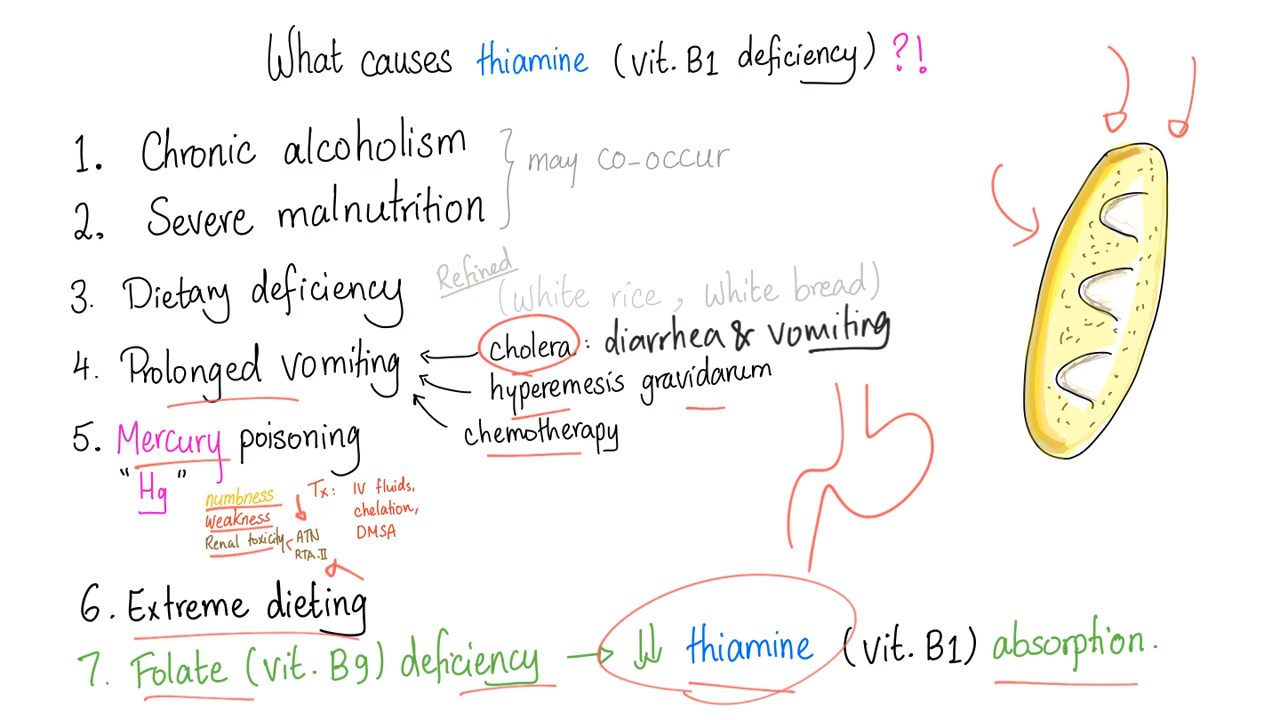 What causes thiamine (vit. B1 deficiency) ?!
1. Chronic alcoholism
2. Severe malnutrition
may co-occur
3. Dietary deficiency
Refined
(white rice, white bread)
4. Prolonged vomiting
cholera: diarrhea & vomiting
hyperemesis gravidarum
chemotherapy
5. Mercury poisoning
"Hg"
numbness
Weakness
Renal toxicity
ATN
RTA-II
Tx: IV fluids,
chelation,
DMSA
6. Extreme dieting
7. Folate (vit. B9) deficiency → ↓↓ thiamine (vit. B1) absorption.